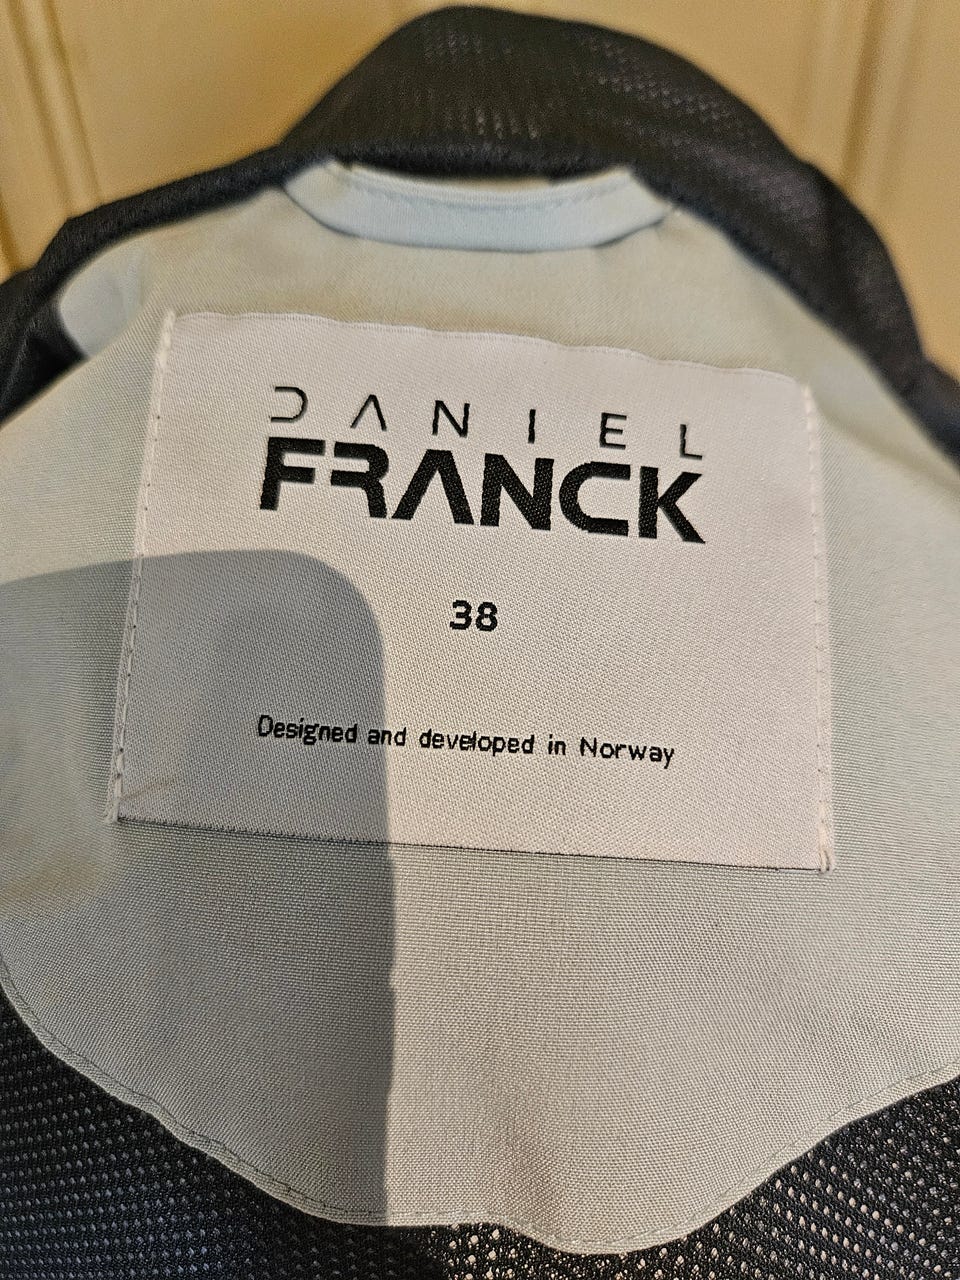 DANIEL
FRANCK
38
Designed and developed in Norway